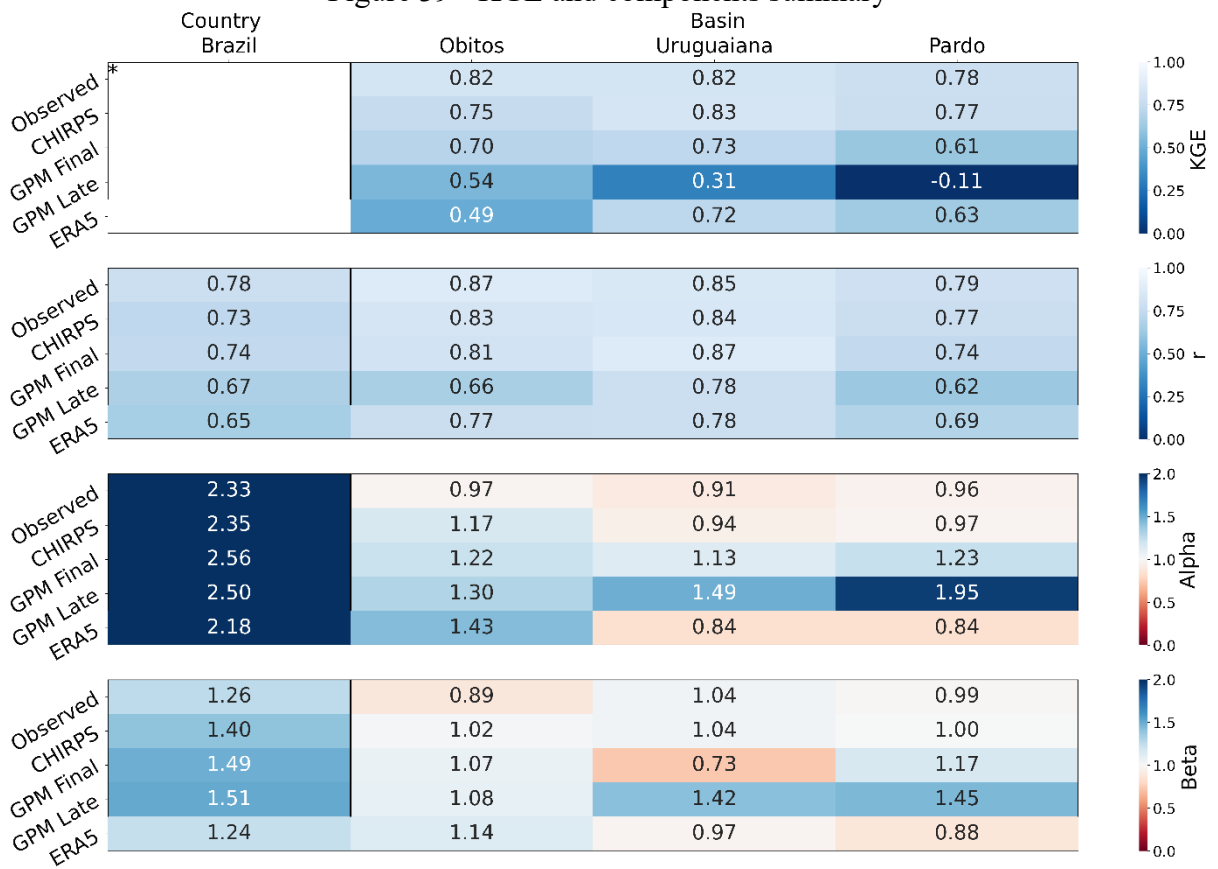 Country Basin
Brazil Obitos Uruguaiana Pardo
*
Observed 0.82 0.82 0.78
CHIRPS 0.75 0.83 0.77
GPM Final 0.70 0.73 0.61
GPM Late 0.54 0.31 -0.11
ERA5 0.49 0.72 0.63
1.00
0.75
0.50
0.25
0.00
KGE
Observed 0.78 0.87 0.85 0.79
CHIRPS 0.73 0.83 0.84 0.77
GPM Final 0.74 0.81 0.87 0.74
GPM Late 0.67 0.66 0.78 0.62
ERA5 0.65 0.77 0.78 0.69
1.00
0.75
0.50
0.25
0.00
r
Observed 2.33 0.97 0.91 0.96
CHIRPS 2.35 1.17 0.94 0.97
GPM Final 2.56 1.22 1.13 1.23
GPM Late 2.50 1.30 1.49 1.95
ERA5 2.18 1.43 0.84 0.84
2.0
1.5
1.0
0.5
0.0
Alpha
Observed 1.26 0.89 1.04 0.99
CHIRPS 1.40 1.02 1.04 1.00
GPM Final 1.49 1.07 0.73 1.17
GPM Late 1.51 1.08 1.42 1.45
ERA5 1.24 1.14 0.97 0.88
2.0
1.5
1.0
0.5
0.0
Beta